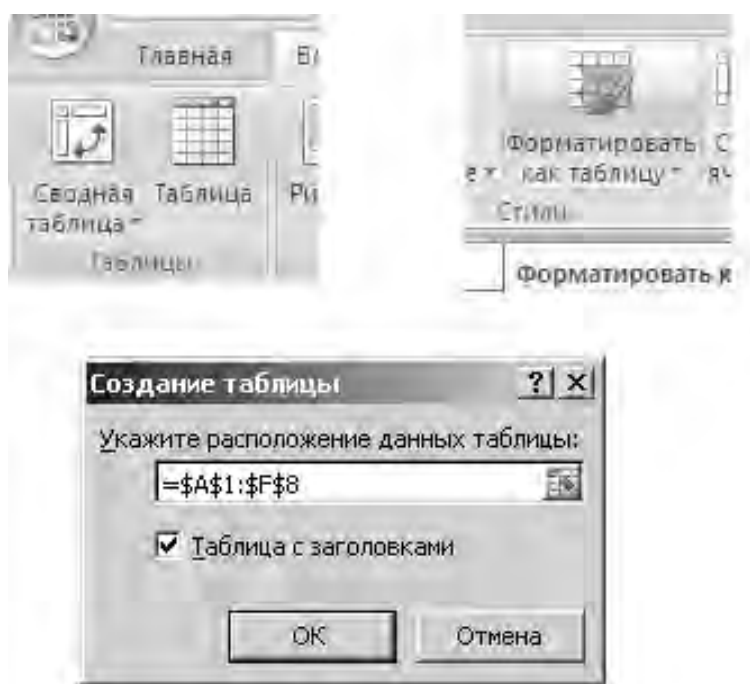 Главная
Сводная
таблица
Таблица
Таблицы
Форматировать
как таблицу
Стили
Форматировать к
Создание таблицы
Укажите расположение данных таблицы:
=$A$1:$F$8
Таблица с заголовками
ОК
Отмена